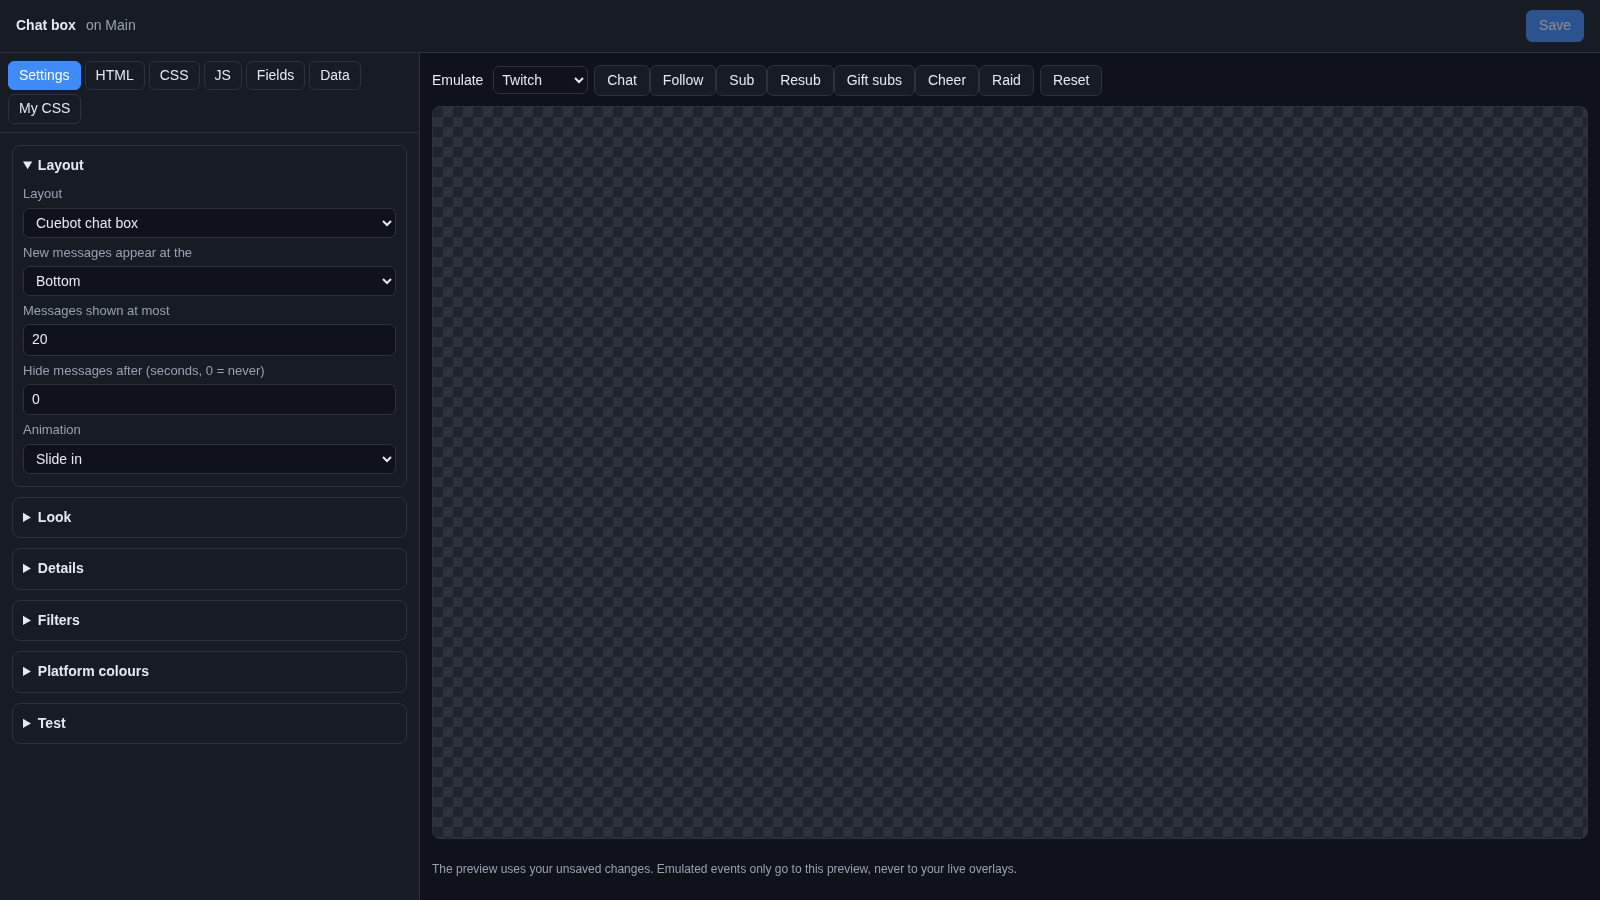 Chat box on Main
Save
Settings HTML CSS JS Fields Data
My CSS
Layout
Layout
Cuebot chat box
New messages appear at the
Bottom
Messages shown at most
20
Hide messages after (seconds, 0 = never)
0
Animation
Slide in
Look
Details
Filters
Platform colours
Test
Emulate Twitch Chat Follow Sub Resub Gift subs Cheer Raid Reset
The preview uses your unsaved changes. Emulated events only go to this preview, never to your live overlays.